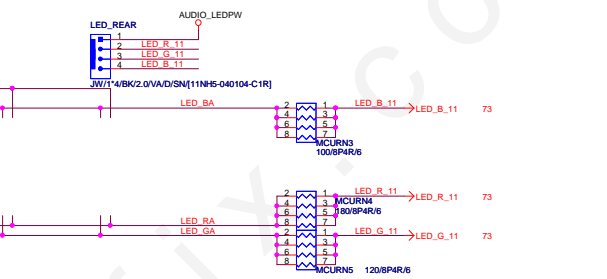 AUDIO_LEDPW
LED_REAR
1
2 LED_R_11
3 LED_G_11
4 LED_B_11
JW/1*4/BK/2.0/VA/D/SN/[11NH5-040104-C1R]
LED_BA 2 1 LED_B_11 LED_B_11 73
4 3
6 5
8 7
MCURN3
100/8P4R/6
2 1 LED_R_11 LED_R_11 73
4 3 MCURN4
6 5 180/8P4R/6
LED_RA 8 7
LED_GA 2 1 LED_G_11 LED_G_11 73
4 3
6 5
8 7
MCURN5 120/8P4R/6